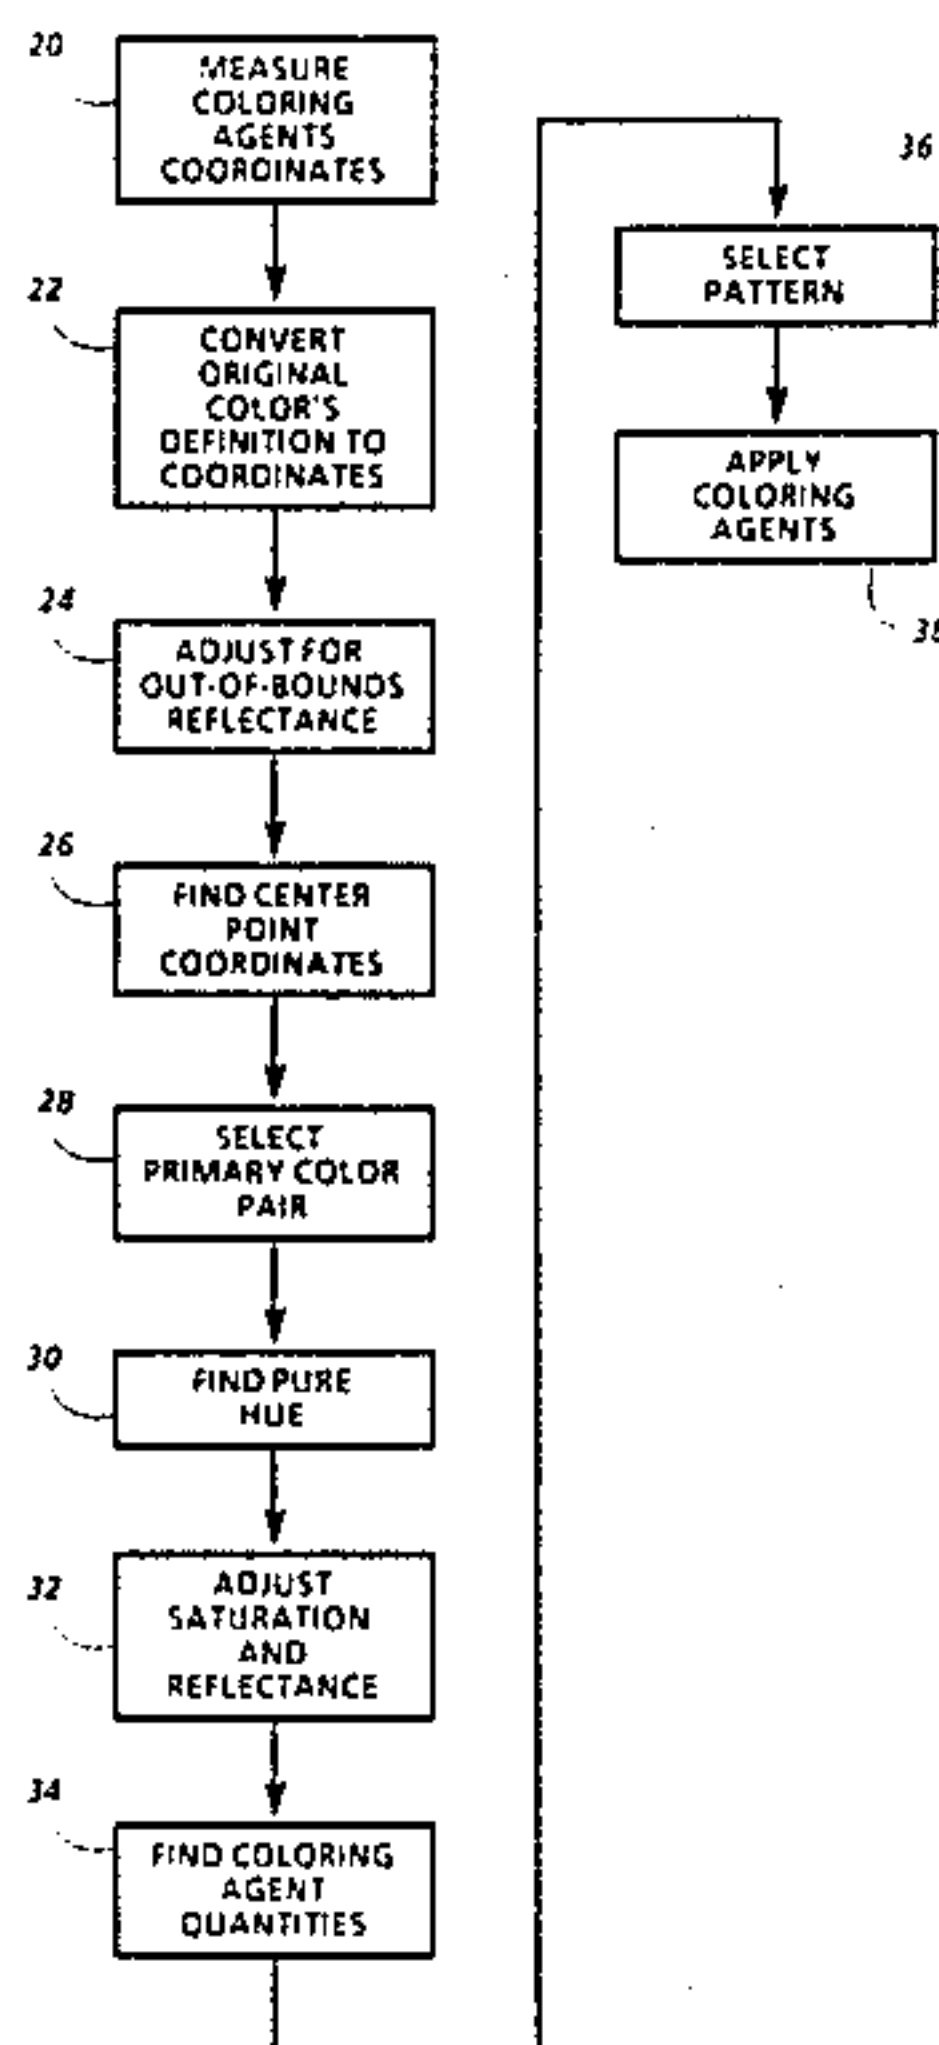 20
MEASURE
COLORING
AGENTS
COORDINATES
22
CONVERT
ORIGINAL
COLOR'S
DEFINITION TO
COORDINATES
24
ADJUST FOR
OUT-OF-BOUNDS
REFLECTANCE
26
FIND CENTER
POINT
COORDINATES
28
SELECT
PRIMARY COLOR
PAIR
30
FIND PURE
HUE
32
ADJUST
SATURATION
AND
REFLECTANCE
34
FIND COLORING
AGENT
QUANTITIES
36
SELECT
PATTERN
APPLY
COLORING
AGENTS